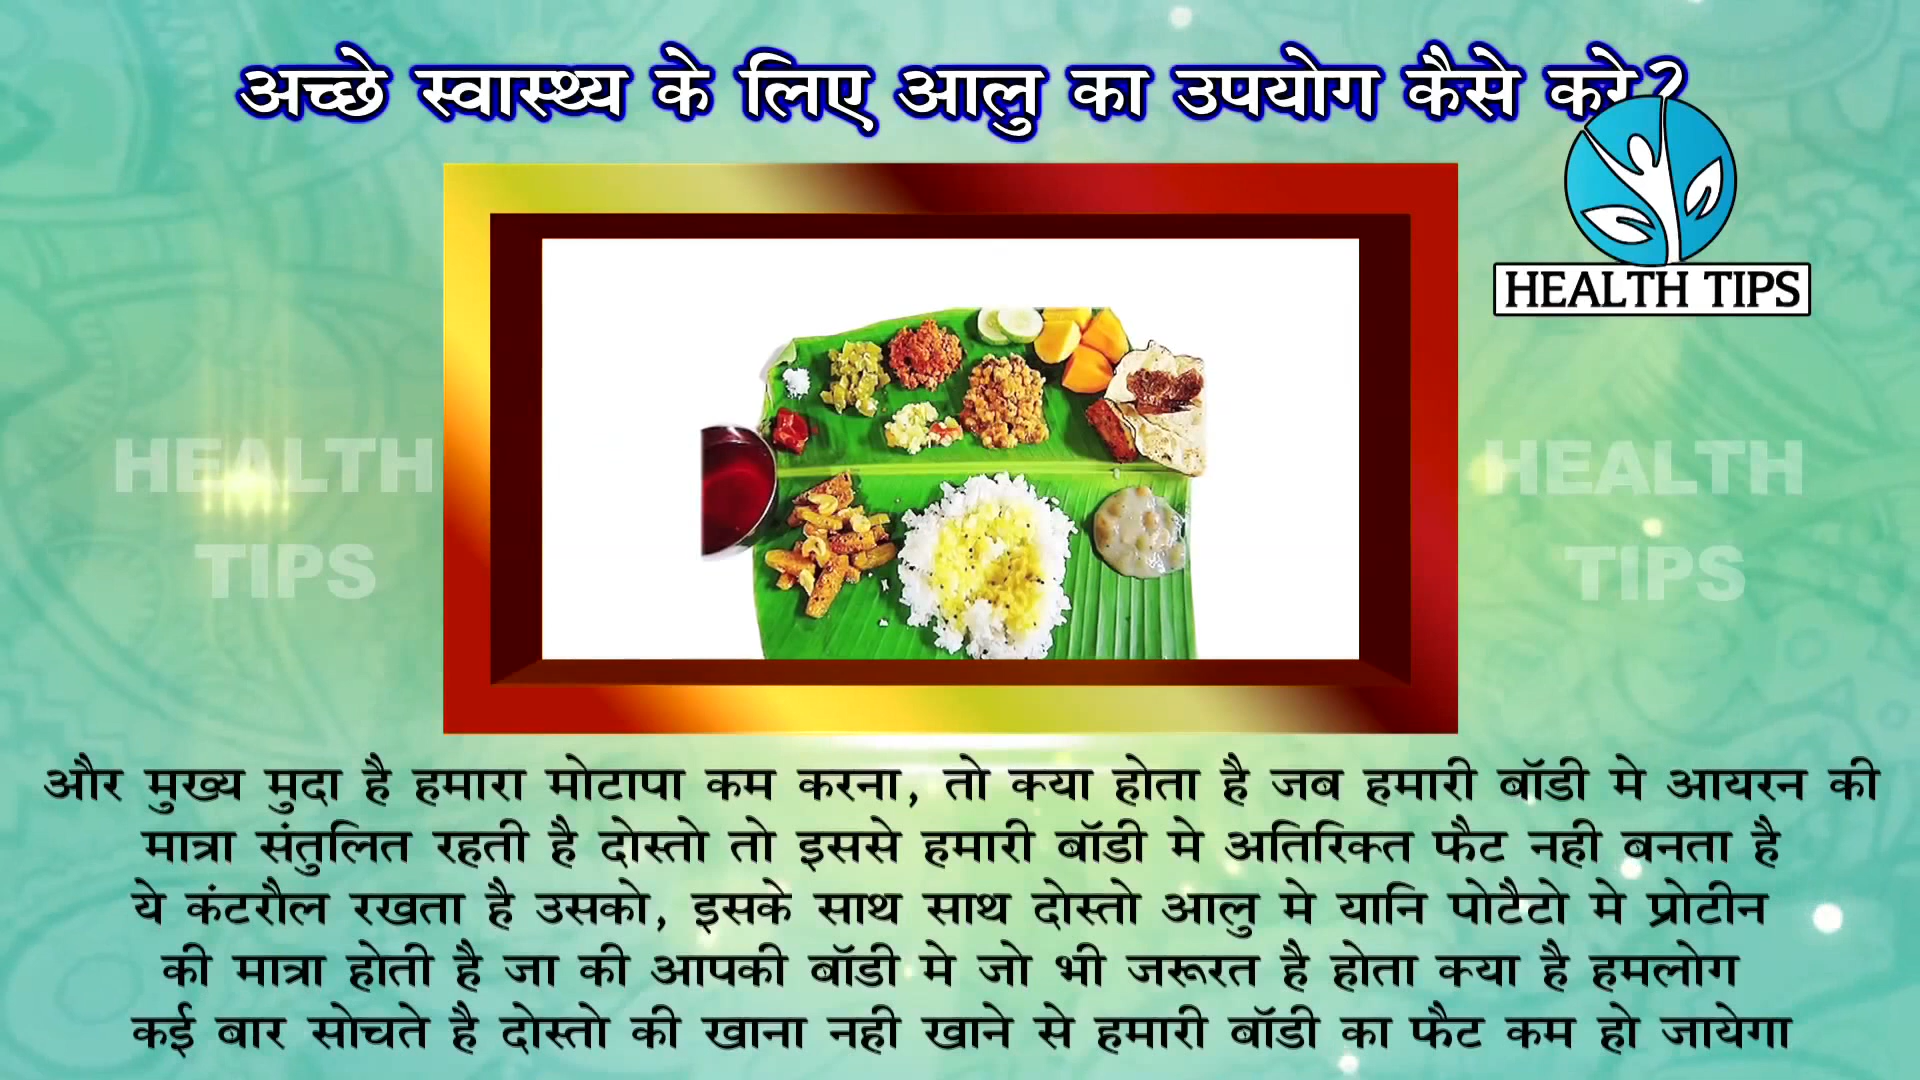 अच्छे स्वास्थ्य के लिए आलु का उपयोग कैसे करे?
HEALTH TIPS
HEALTH
TIPS
HEALTH
TIPS
और मुख्य मुदा है हमारा मोटापा कम करना, तो क्या होता है जब हमारी बॉडी मे आयरन की
मात्रा संतुलित रहती है दोस्तो तो इससे हमारी बॉडी मे अतिरिक्त फैट नही बनता है
ये कंटरौल रखता है उसको, इसके साथ साथ दोस्तो आलु मे यानि पोटैटो मे प्रोटीन
की मात्रा होती है जा की आपकी बॉडी मे जो भी जरूरत है होता क्या है हमलोग
कई बार सोचते है दोस्तो की खाना नही खाने से हमारी बॉडी का फैट कम हो जायेगा